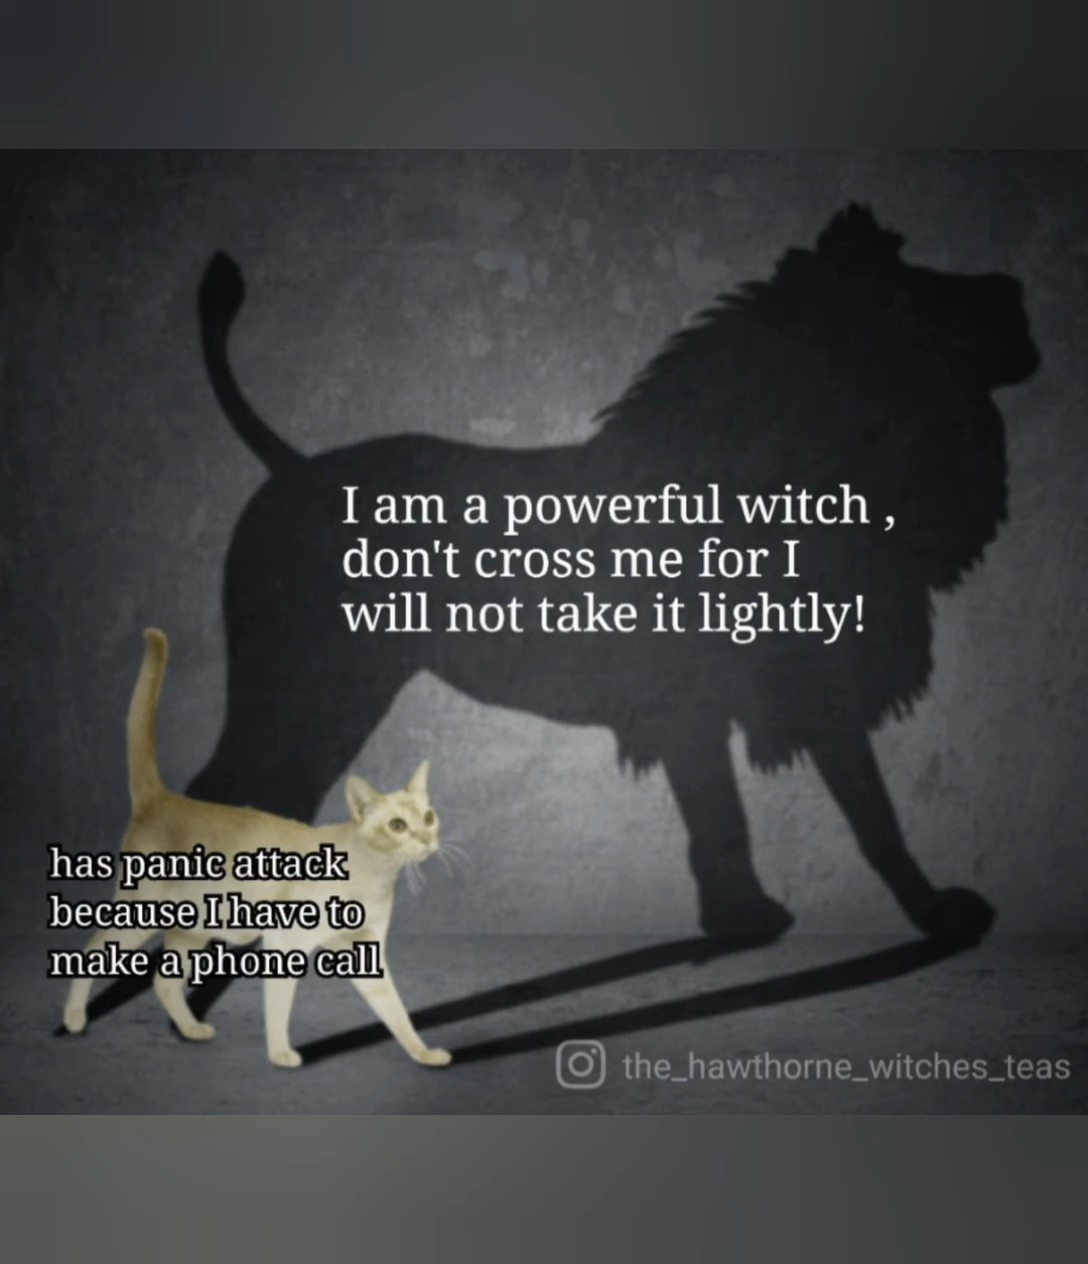 I am a powerful witch ,
don't cross me for I
will not take it lightly!
has panic attack
because I have to
make a phone call
the_hawthorne_witches_teas